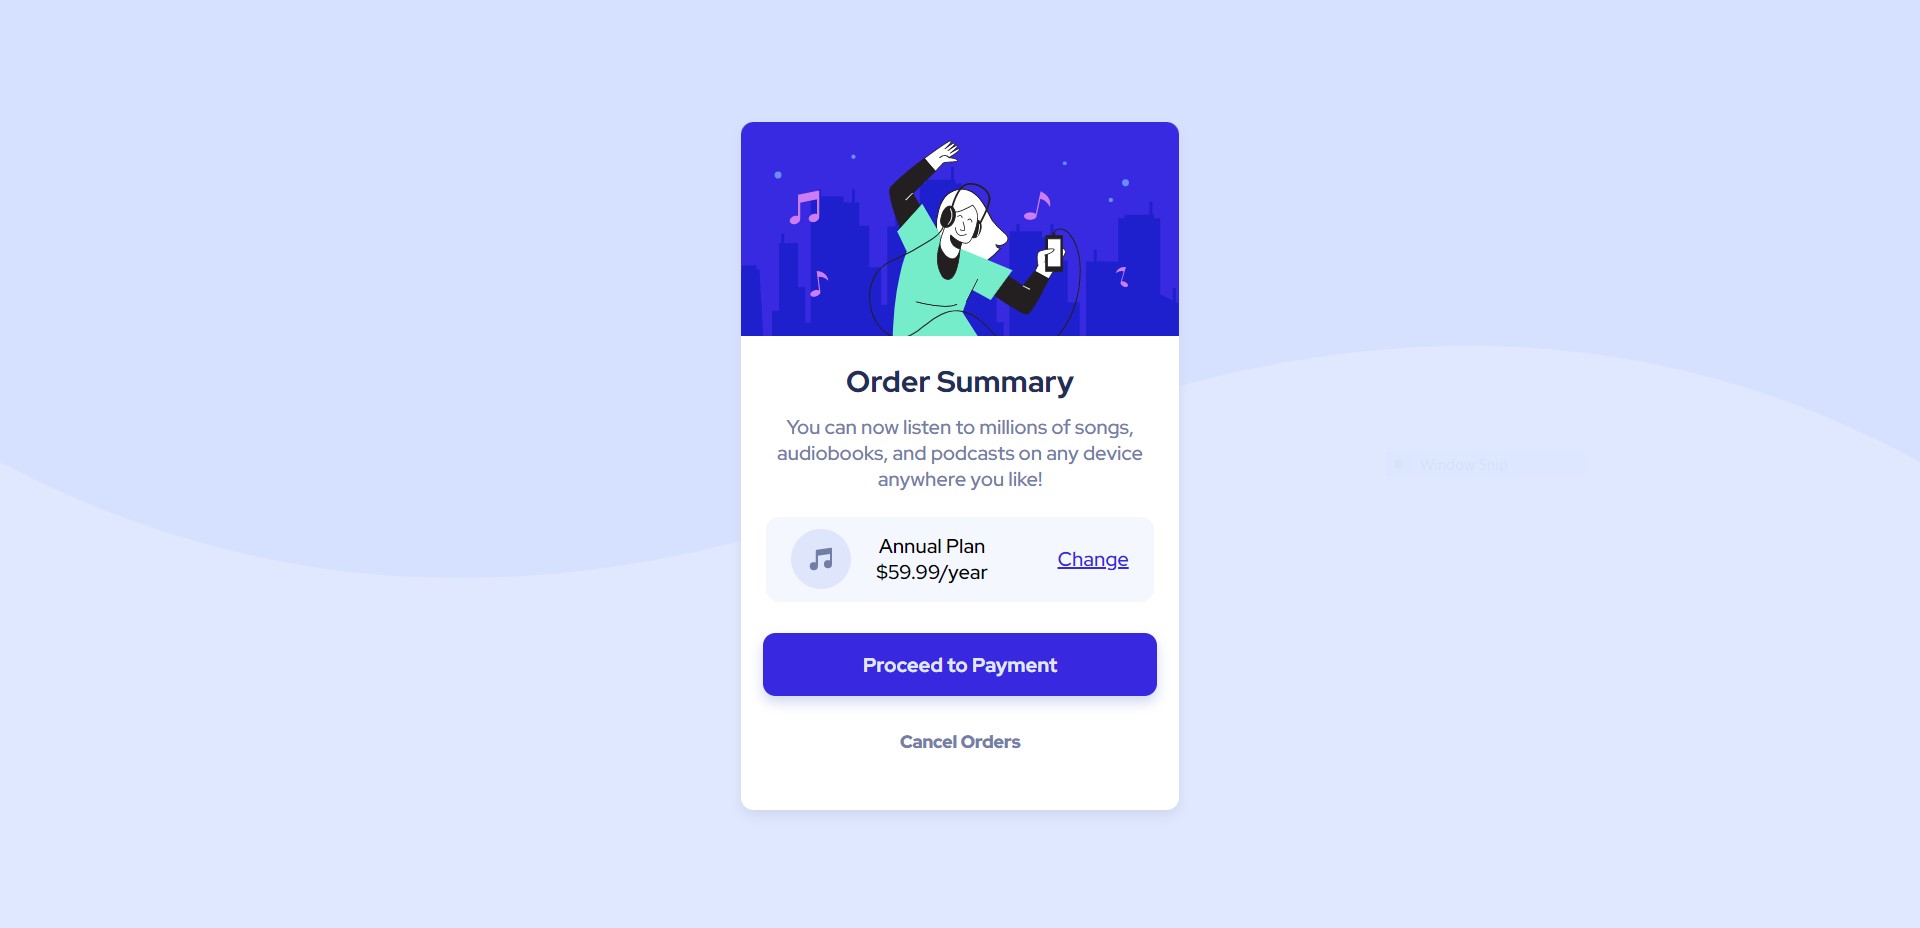 Order Summary
You can now listen to millions of songs,
audiobooks, and podcasts on any device
anywhere you like!
Annual Plan
$59.99/year
Change
Window Snip
Proceed to Payment
Cancel Orders